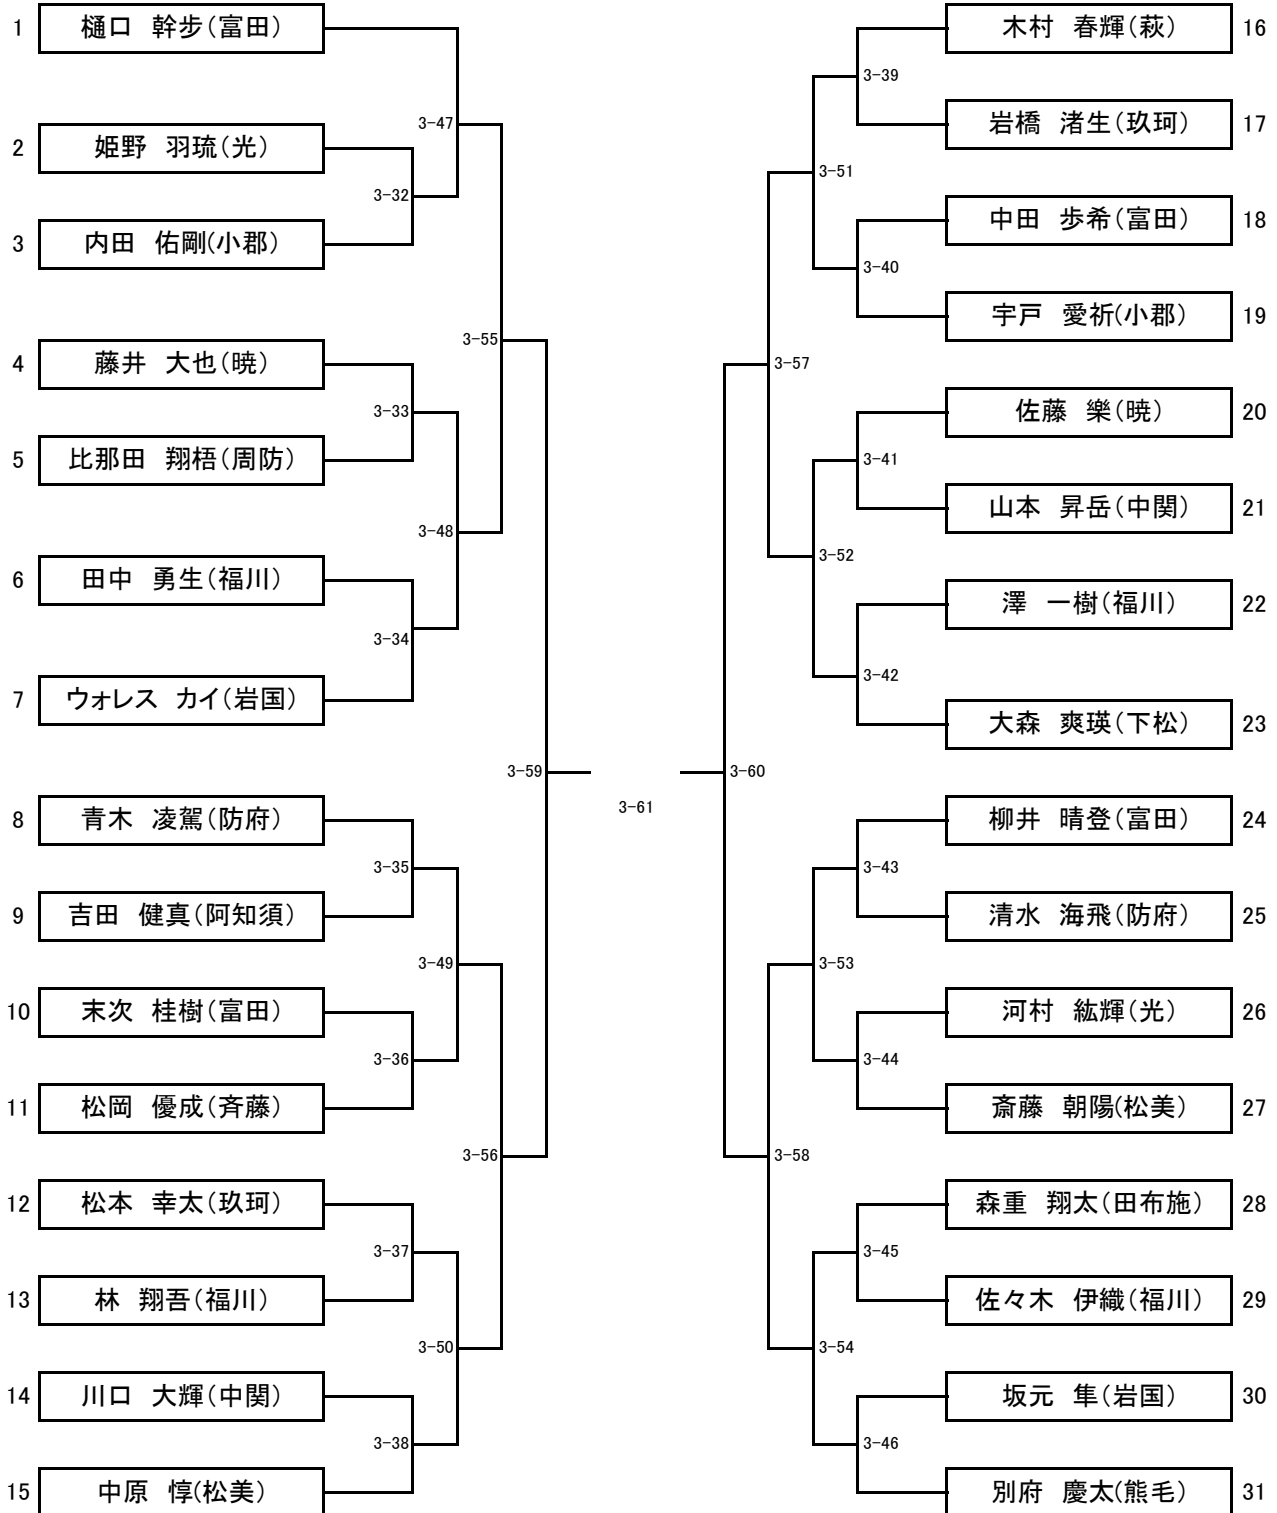 1 樋口 幹步(富田)
2 姫野 羽琉(光)
3 内田 佑剛(小郡)
4 藤井 大也(暁)
5 比那田 翔梧(周防)
6 田中 勇生(福川)
7 ウォレス カイ(岩国)
8 青木 凌駕(防府)
9 吉田 健真(阿知須)
10 末次 桂樹(富田)
11 松岡 優成(斉藤)
12 松本 幸太(玖珂)
13 林 翔吾(福川)
14 川口 大輝(中関)
15 中原 惇(松美)
3-32
3-33
3-34
3-35
3-36
3-37
3-38
3-47
3-48
3-49
3-50
3-55
3-56
3-59
3-61
3-60
3-57
3-58
3-51
3-52
3-53
3-54
3-39
3-40
3-41
3-42
3-43
3-44
3-45
3-46
木村 春輝(萩) 16
岩橋 渚生(玖珂) 17
中田 歩希(富田) 18
宇戸 愛祈(小郡) 19
佐藤 樂(暁) 20
山本 昇岳(中関) 21
澤 一樹(福川) 22
大森 爽瑛(下松) 23
柳井 晴登(富田) 24
清水 海飛(防府) 25
河村 紘輝(光) 26
斎藤 朝陽(松美) 27
森重 翔太(田布施) 28
佐々木 伊織(福川) 29
坂元 隼(岩国) 30
別府 慶太(熊毛) 31